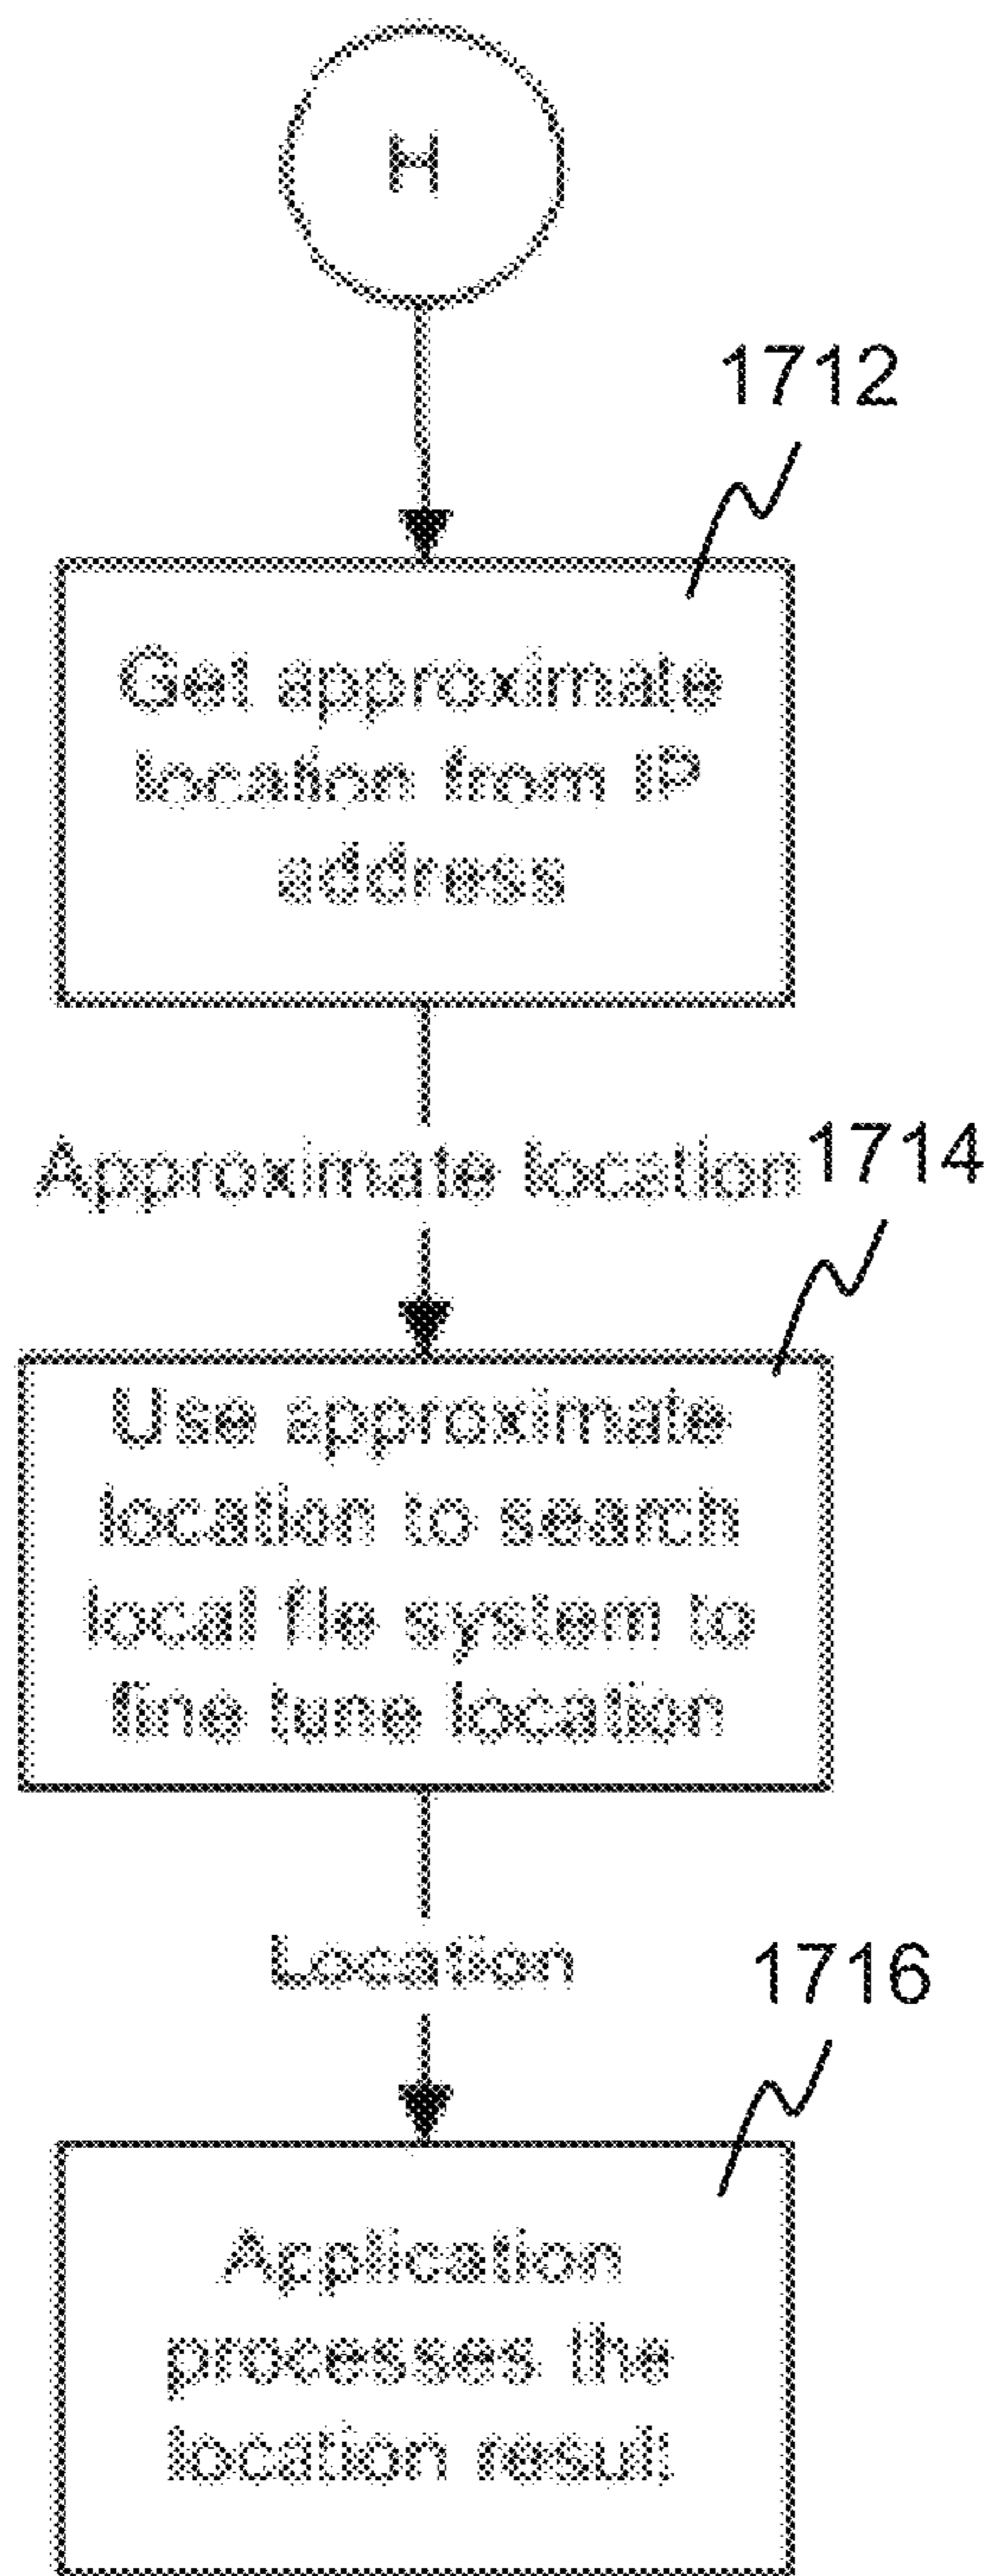 H
1712
Get approximate
location from IP
address
Approximate location
1714
Use approximate
location to search
local file system to
fine tune location
Location
1716
Application
processes the
location result